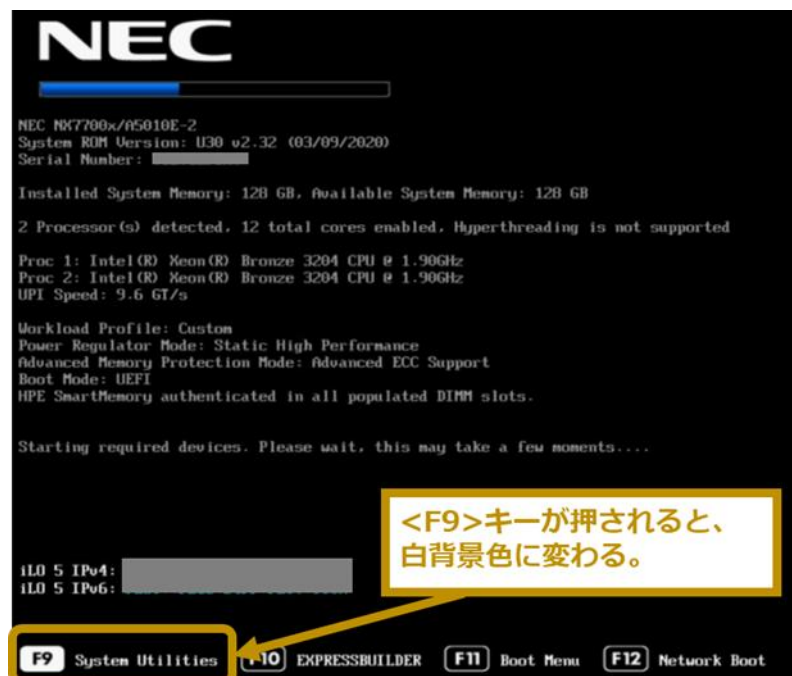 NEC
NEC NX7700x/A5010E-2
System ROM Version: U30 v2.32 (03/09/2020)
Serial Number:
Installed System Memory: 128 GB, Available System Memory: 128 GB
2 Processor(s) detected, 12 total cores enabled, Hyperthreading is not supported
Proc 1: Intel(R) Xeon(R) Bronze 3204 CPU @ 1.90GHz
Proc 2: Intel(R) Xeon(R) Bronze 3204 CPU @ 1.90GHz
UPI Speed: 9.6 GT/s
Workload Profile: Custom
Power Regulator Mode: Static High Performance
Advanced Memory Protection Mode: Advanced ECC Support
Boot Mode: UEFI
HPE SmartMemory authenticated in all populated DIMM slots.
Starting required devices. Please wait, this may take a few moments....
<F9>キーが押されると、
白背景色に変わる。
iLO 5 IPv4:
iLO 5 IPv6:
F9 System Utilities F10 EXPRESSBUILDER F11 Boot Menu F12 Network Boot